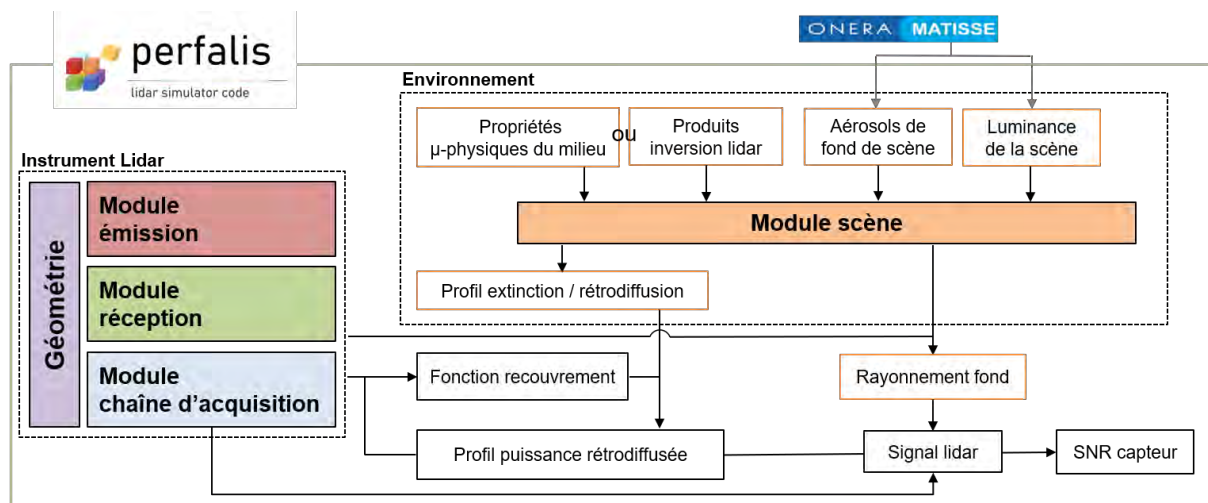 perfalis
lidar simulator code
ONERA MATISSE
Environnement
Propriétés
µ-physiques du milieu
ou
Produits
inversion lidar
Aérosols de
fond de scène
Luminance
de la scène
Instrument Lidar
Géométrie
Module
émission
Module
réception
Module
chaîne d'acquisition
Module scène
Profil extinction / rétrodiffusion
Fonction recouvrement
Rayonnement fond
Profil puissance rétrodiffusée
Signal lidar
SNR capteur